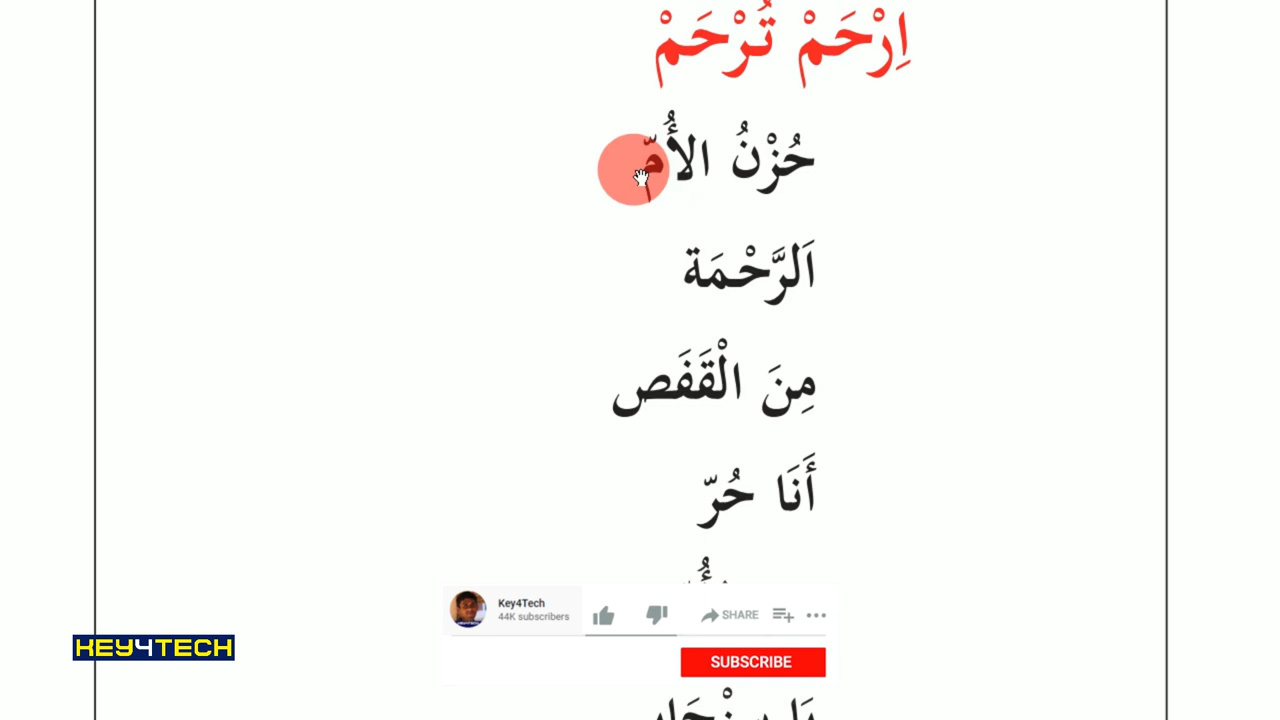 اِرْحَمْ تُرْحَمْ
حُزْنُ الأُمّ
اَلرَّحْمَة
مِنَ الْقَفَص
أَنَا حُرّ
Key4Tech
44K subscribers
SHARE
SUBSCRIBE
KEY4TECH